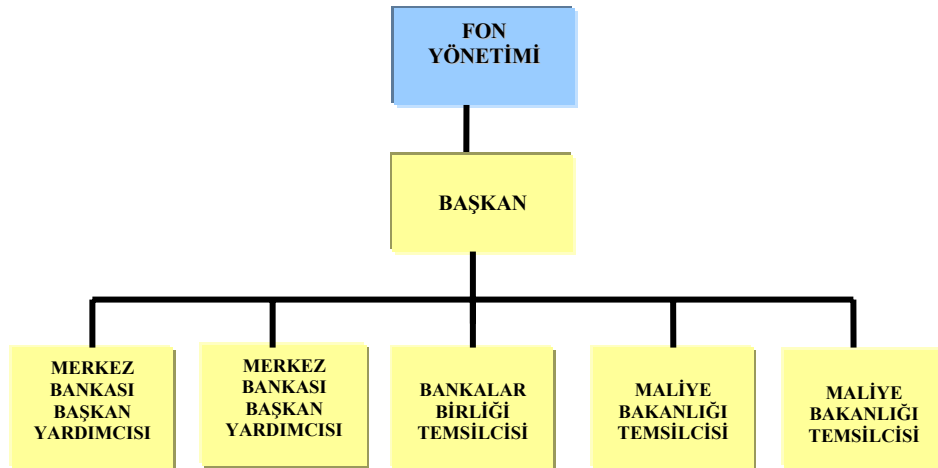 FON
YÖNETİMİ
BAŞKAN
MERKEZ
BANKASI
BAŞKAN
YARDIMCISI
MERKEZ
BANKASI
BAŞKAN
YARDIMCISI
BANKALAR
BİRLİĞİ
TEMSİLCİSİ
MALİYE
BAKANLIĞI
TEMSİLCİSİ
MALİYE
BAKANLIĞI
TEMSİLCİSİ